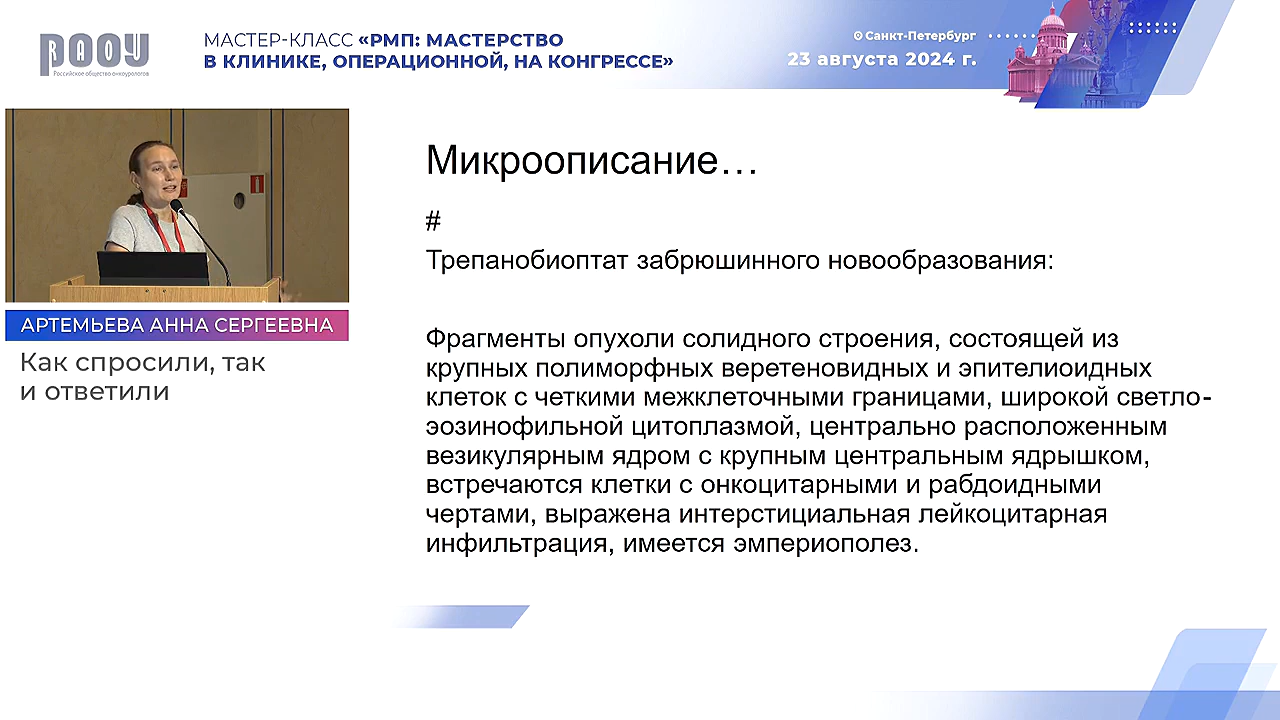 РАОУ
Российское общество онкоурологов
МАСТЕР-КЛАСС «РМП: МАСТЕРСТВО
В КЛИНИКЕ, ОПЕРАЦИОННОЙ, НА КОНГРЕССЕ»
Санкт-Петербург
23 августа 2024 г.
АРТЕМЬЕВА АННА СЕРГЕЕВНА
Как спросили, так
и ответили
Микроописание…
#
Трепанобиоптат забрюшинного новообразования:
Фрагменты опухоли солидного строения, состоящей из
крупных полиморфных веретеновидных и эпителиоидных
клеток с четкими межклеточными границами, широкой светло-
эозинофильной цитоплазмой, центрально расположенным
везикулярным ядром с крупным центральным ядрышком,
встречаются клетки с онкоцитарными и рабдоидными
чертами, выражена интерстициальная лейкоцитарная
инфильтрация, имеется эмпериополез.